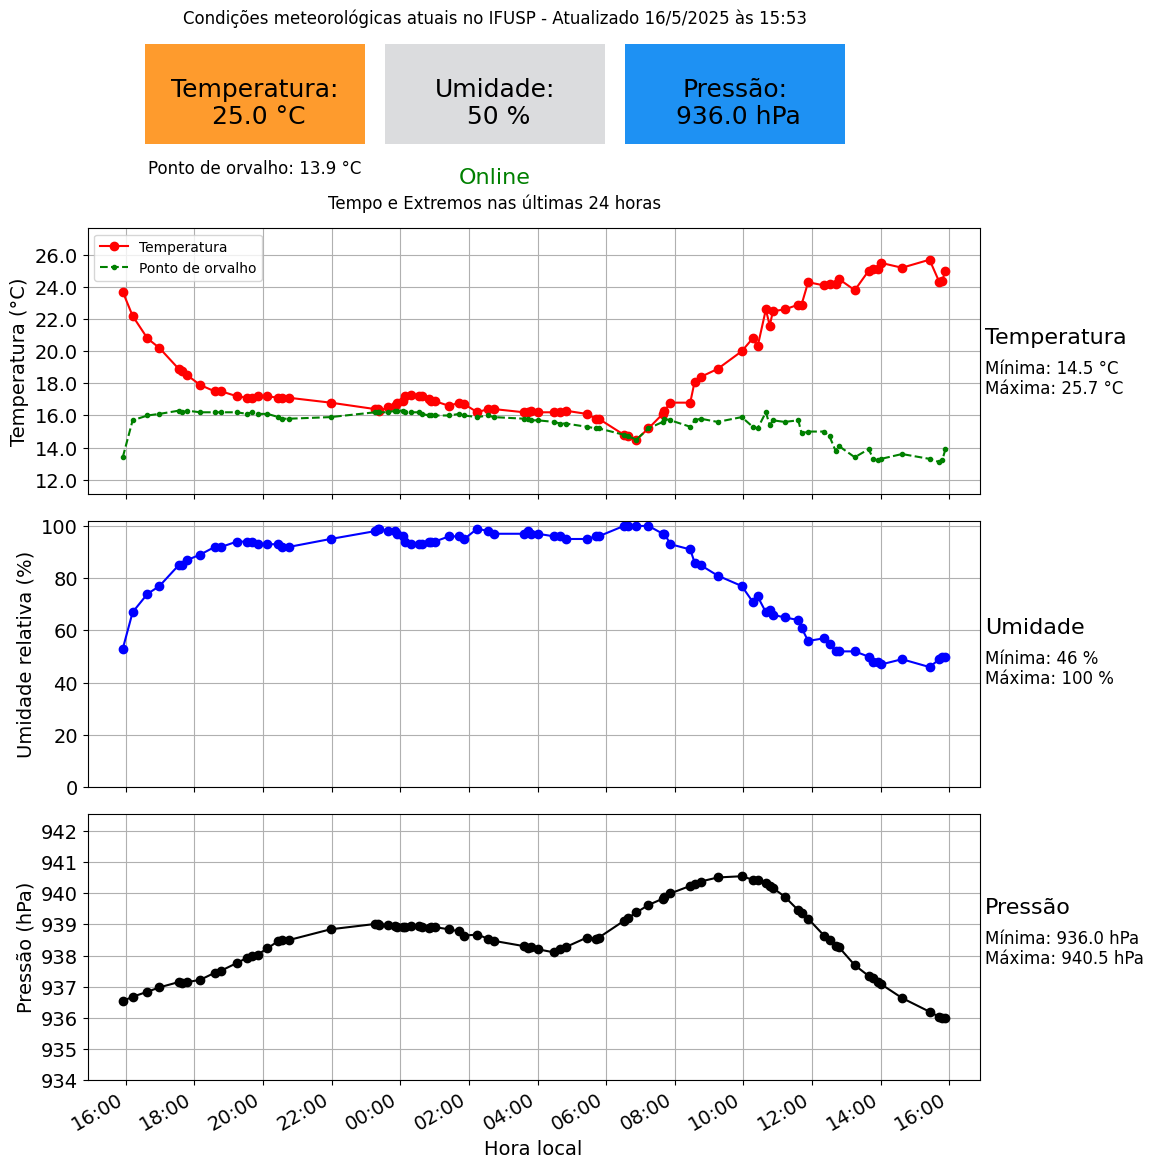 Condições meteorológicas atuais no IFUSP - Atualizado 16/5/2025 às 15:53
Temperatura:
25.0 °C
Umidade:
50 %
Pressão:
936.0 hPa
Ponto de orvalho: 13.9 °C
Online
Tempo e Extremos nas últimas 24 horas
Temperatura
Ponto de orvalho
Temperatura (°C)
26.0
24.0
22.0
20.0
18.0
16.0
14.0
12.0
Temperatura
Mínima: 14.5 °C
Máxima: 25.7 °C
Umidade relativa (%)
100
80
60
40
20
0
Umidade
Mínima: 46 %
Máxima: 100 %
Pressão (hPa)
942
941
940
939
938
937
936
935
934
Pressão
Mínima: 936.0 hPa
Máxima: 940.5 hPa
16:00
18:00
20:00
22:00
00:00
02:00
04:00
06:00
08:00
10:00
12:00
14:00
16:00
Hora local